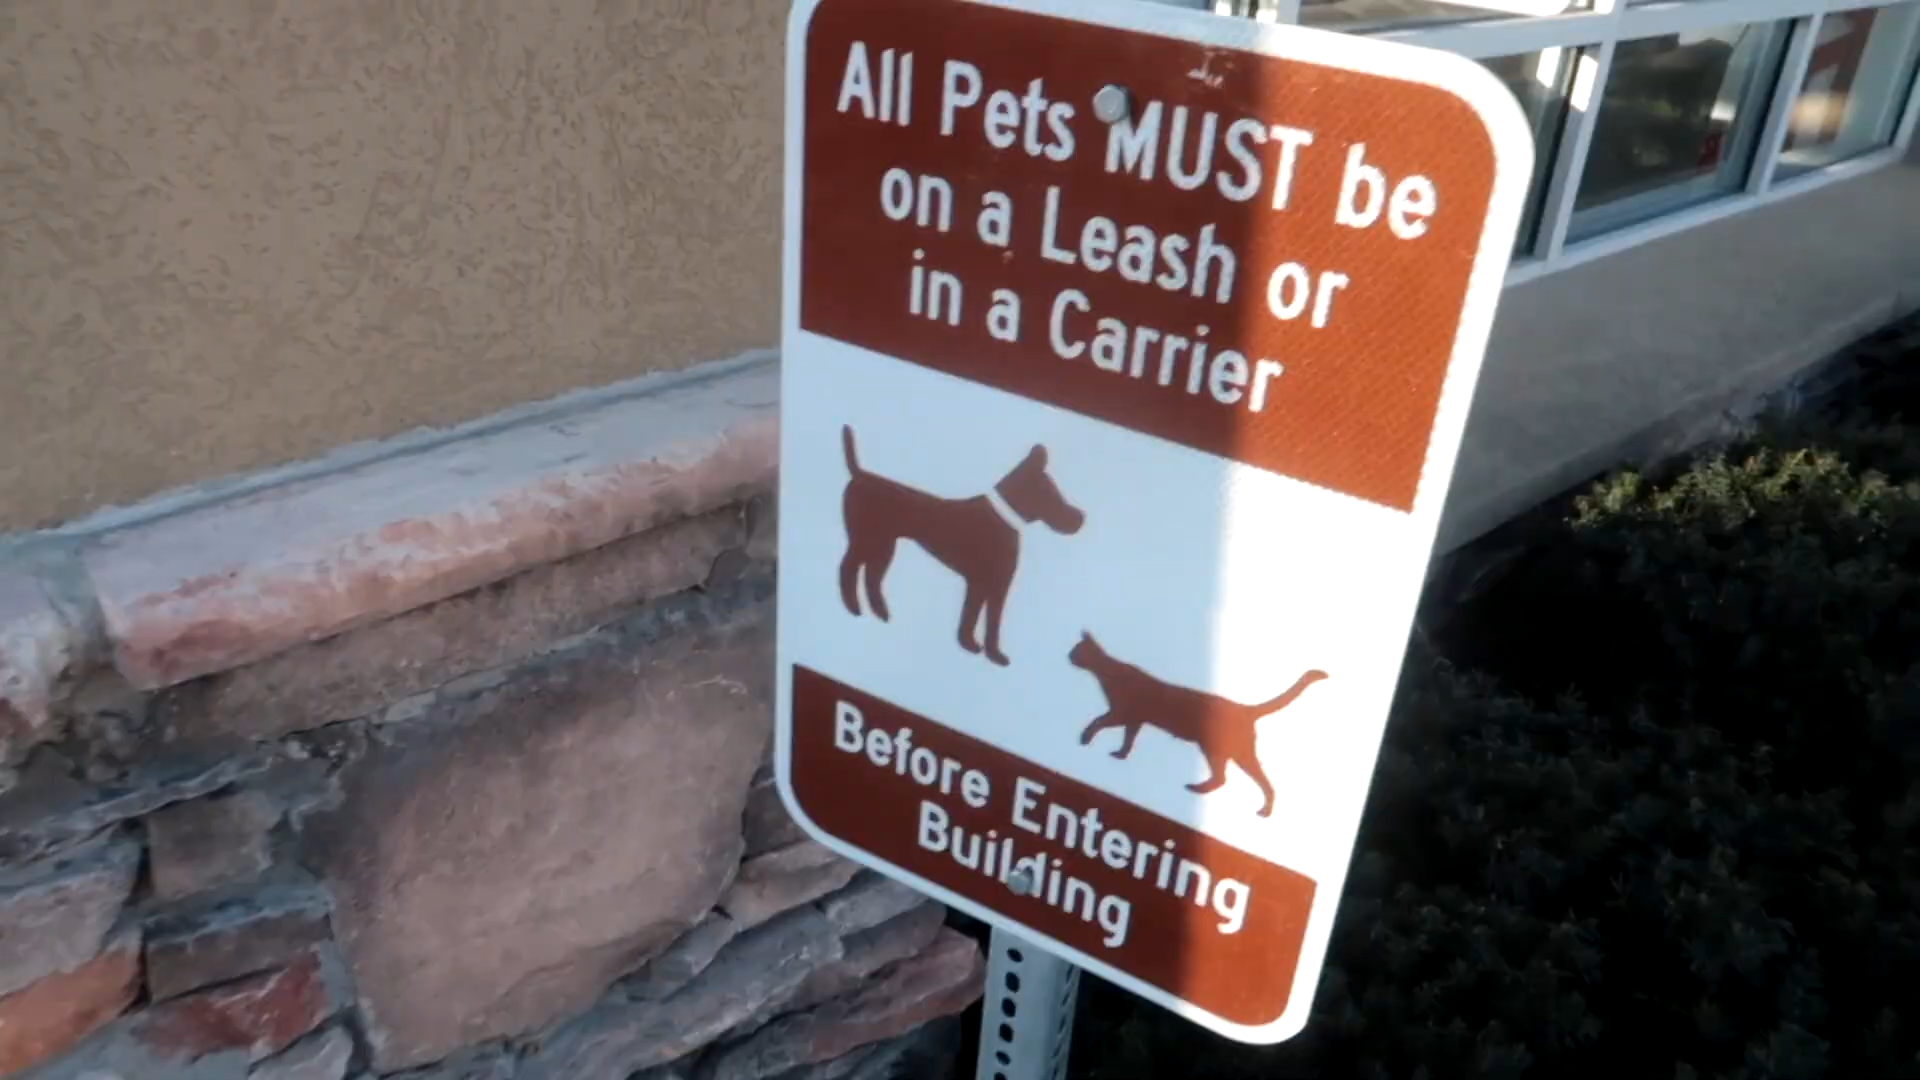 All Pets MUST be
on a Leash or
in a Carrier
Before Entering
Building